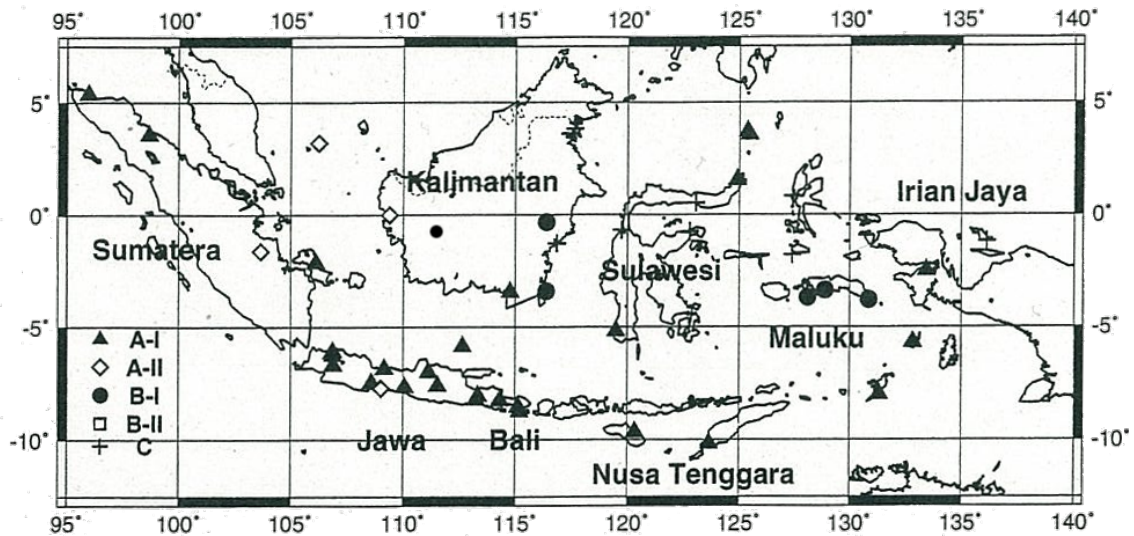 95° 100° 105° 110° 115° 120° 125° 130° 135° 140°
5° 5°
Kalimantan
Irian Jaya
0° 0°
Sumatera
Sulawesi
Maluku
-5° -5°
A-I
A-II
B-I
B-II
C
-10° -10°
Jawa Bali
Nusa Tenggara
95° 100° 105° 110° 115° 120° 125° 130° 135° 140°